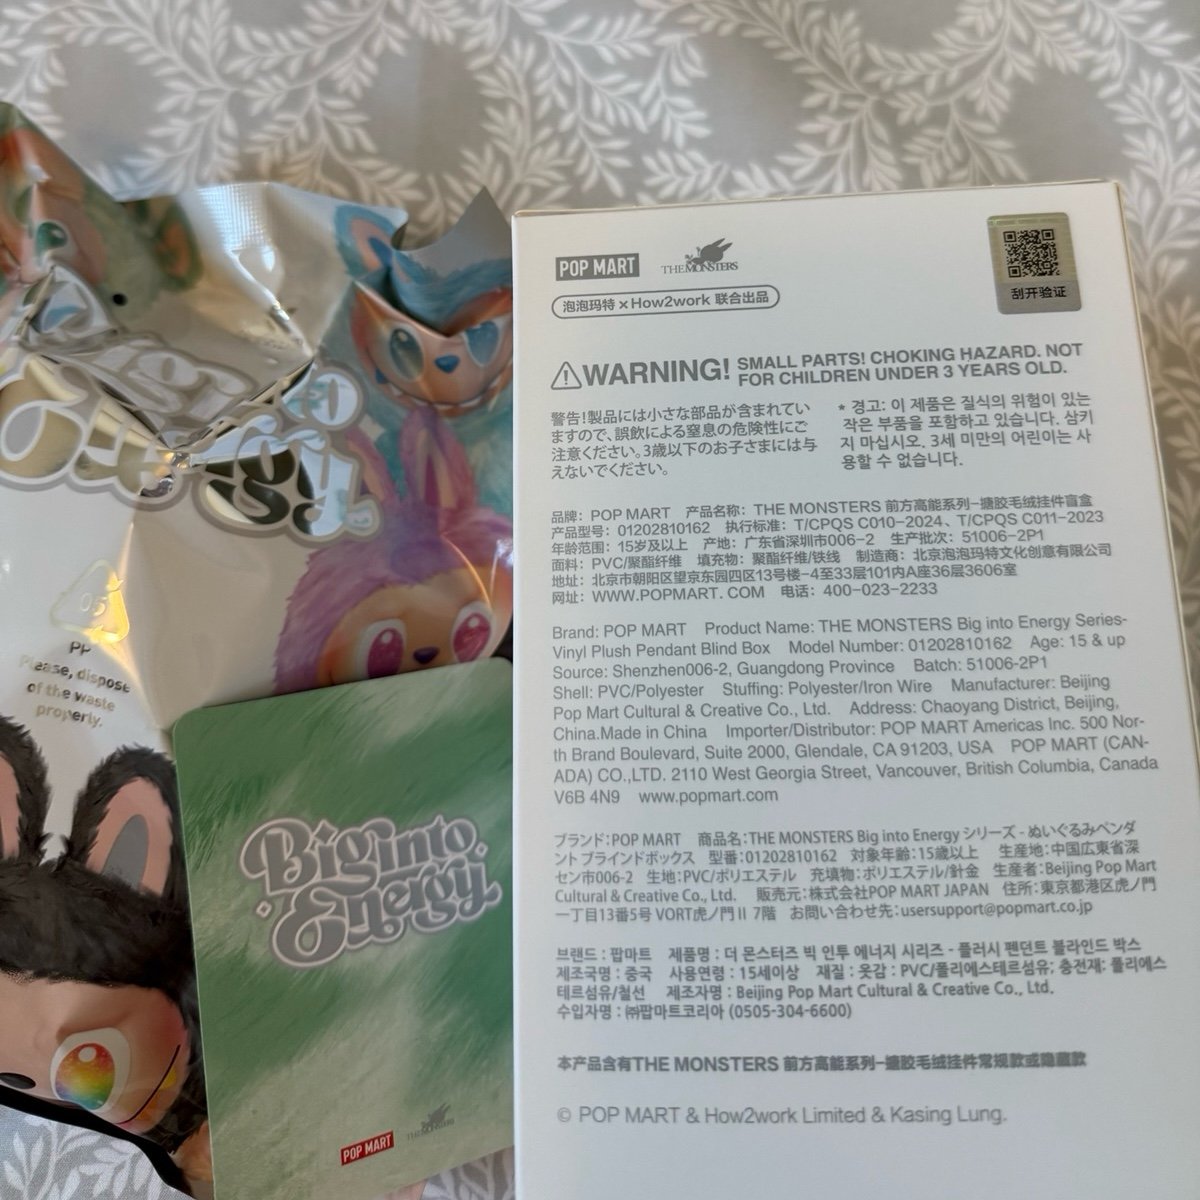 Big into
Energy
05
PP
Please, dispose
of the waste
properly.
Big into
Energy
POP MART
THE MONSTERS
POP MART
THE MONSTERS
刮开验证
泡泡玛特 × How2work 联合出品
WARNING! SMALL PARTS! CHOKING HAZARD. NOT
FOR CHILDREN UNDER 3 YEARS OLD.
警告!製品には小さな部品が含まれてい
ますので、誤飲による窒息の危険性にご
注意ください。3歳以下のお子さまには与
えないでください。
* 경고: 이 제품은 질식의 위험이 있는
작은 부품을 포함하고 있습니다. 삼키
지 마십시오. 3세 미만의 어린이는 사
용할 수 없습니다.
品牌: POP MART 产品名称: THE MONSTERS 前方高能系列-搪胶毛绒挂件盲盒
产品型号: 01202810162 执行标准: T/CPQS C010-2024、T/CPQS C011-2023
年龄范围: 15岁及以上 产地: 广东省深圳市006-2 生产批次: 51006-2P1
面料: PVC/聚酯纤维 填充物: 聚酯纤维/铁线 制造商: 北京泡泡玛特文化创意有限公司
地址: 北京市朝阳区望京东园四区13号楼-4至33层101内A座36层3606室
网址: WWW.POPMART.COM 电话: 400-023-2233
Brand: POP MART Product Name: THE MONSTERS Big into Energy Series-
Vinyl Plush Pendant Blind Box Model Number: 01202810162 Age: 15 & up
Source: Shenzhen006-2, Guangdong Province Batch: 51006-2P1
Shell: PVC/Polyester Stuffing: Polyester/Iron Wire Manufacturer: Beijing
Pop Mart Cultural & Creative Co., Ltd. Address: Chaoyang District, Beijing,
China.Made in China Importer/Distributor: POP MART Americas Inc. 500 Nor-
th Brand Boulevard, Suite 2000, Glendale, CA 91203, USA POP MART (CAN-
ADA) CO.,LTD. 2110 West Georgia Street, Vancouver, British Columbia, Canada
V6B 4N9 www.popmart.com
ブランド:POP MART 商品名:THE MONSTERS Big into Energy シリーズ - ぬいぐるみペンダ
ント ブラインドボックス 型番:01202810162 対象年齢:15歳以上 生産地:中国広東省深
セン市006-2 生地:PVC/ポリエステル 充填物:ポリエステル/針金 生産者:Beijing Pop Mart
Cultural & Creative Co., Ltd. 販売元:株式会社POP MART JAPAN 住所:東京都港区虎ノ門
一丁目13番5号 VORT虎ノ門II 7階 お問い合わせ先:usersupport@popmart.co.jp
브랜드 : 팝마트 제품명 : 더 몬스터즈 빅 인투 에너지 시리즈 - 플러시 펜던트 블라인드 박스
제조국명 : 중국 사용연령 : 15세이상 재질 : 옷감 : PVC/폴리에스테르섬유; 충전재: 폴리에스
테르섬유/철선 제조자명 : Beijing Pop Mart Cultural & Creative Co., Ltd.
수입자명 : ㈜팝마트코리아 (0505-304-6600)
本产品含有THE MONSTERS 前方高能系列-搪胶毛绒挂件常规款或隐藏款
© POP MART & How2work Limited & Kasing Lung.